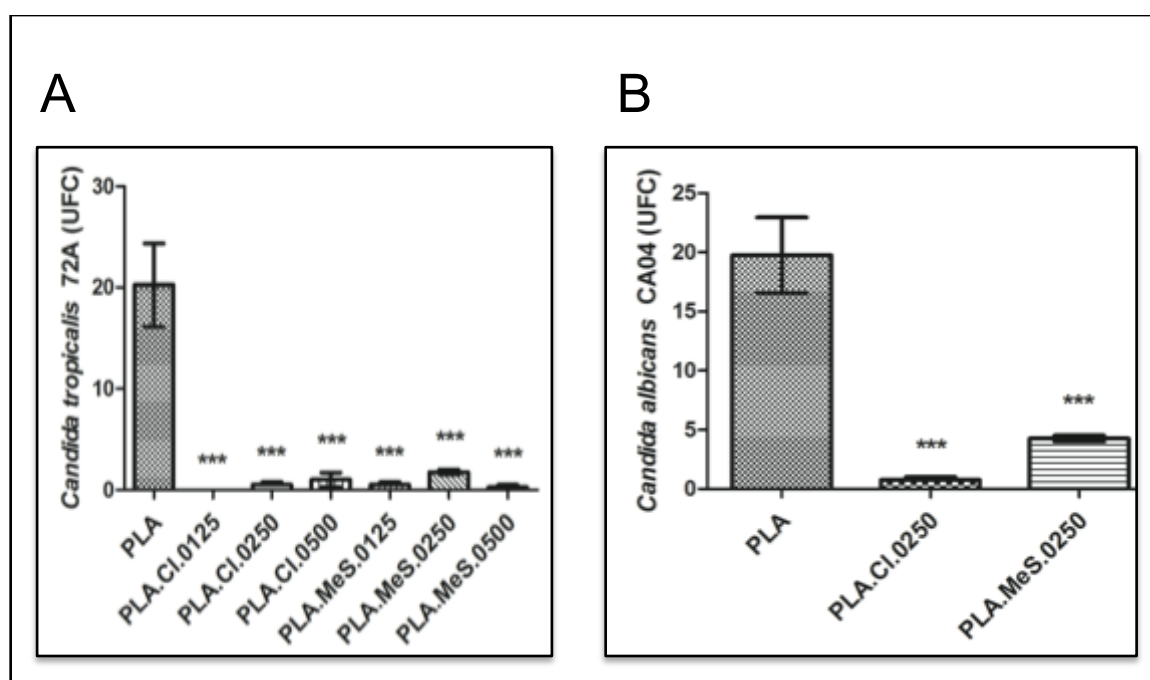 A
Candida tropicalis 72A (UFC)
30
20
10
0
***
***
***
***
***
***
PLA
PLA.Cl.0125
PLA.Cl.0250
PLA.Cl.0500
PLA.MeS.0125
PLA.MeS.0250
PLA.MeS.0500
B
Candida albicans CA04 (UFC)
25
20
15
10
5
0
***
***
PLA
PLA.Cl.0250
PLA.MeS.0250